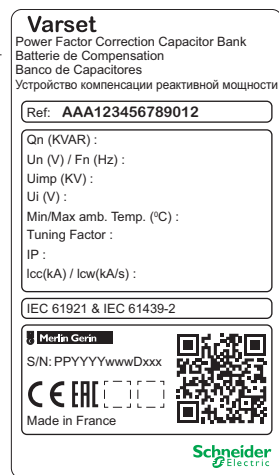 Varset
Power Factor Correction Capacitor Bank
Batterie de Compensation
Banco de Capacitores
Устройство компенсации реактивной мощности
Ref: AAA123456789012
Qn (KVAR) :
Un (V) / Fn (Hz) :
Uimp (KV) :
Ui (V) :
Min/Max amb. Temp. (⁰C) :
Tuning Factor :
IP :
Icc(kA) / Icw(kA/s) :
IEC 61921 & IEC 61439-2
Merlin Gerin
S/N: PPYYYYwwwDxxx
CE EAC
Made in France
Schneider
Electric